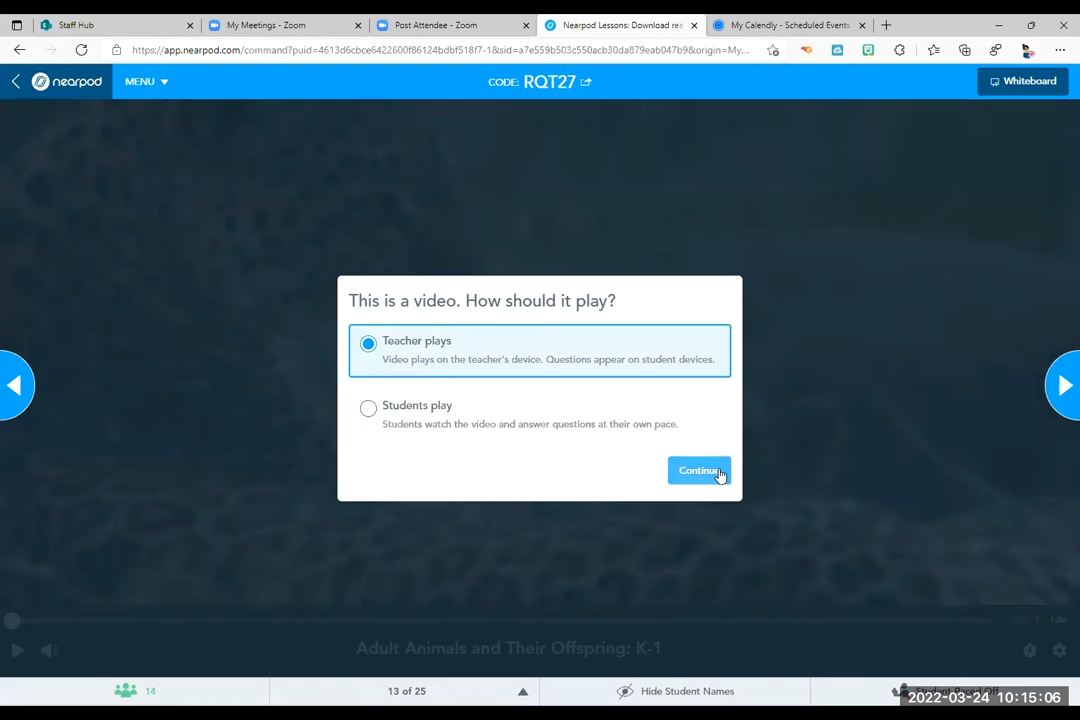 Staff Hub
My Meetings - Zoom
Post Attendee - Zoom
Nearpod Lessons: Download rea
My Calendly - Scheduled Events
https://app.nearpod.com/command?puid=4613d6cbce6422600f86124bdbf518f7-1&sid=a7e559b503c550acb30da879eab047b9&origin=My...
nearpod
MENU
CODE: RQT27
Whiteboard
This is a video. How should it play?
Teacher plays
Video plays on the teacher's device. Questions appear on student devices.
Students play
Students watch the video and answer questions at their own pace.
Continue
/ 1:06
Adult Animals and Their Offspring: K-1
14
13 of 25
Hide Student Names
2022-03-24 10:15:06